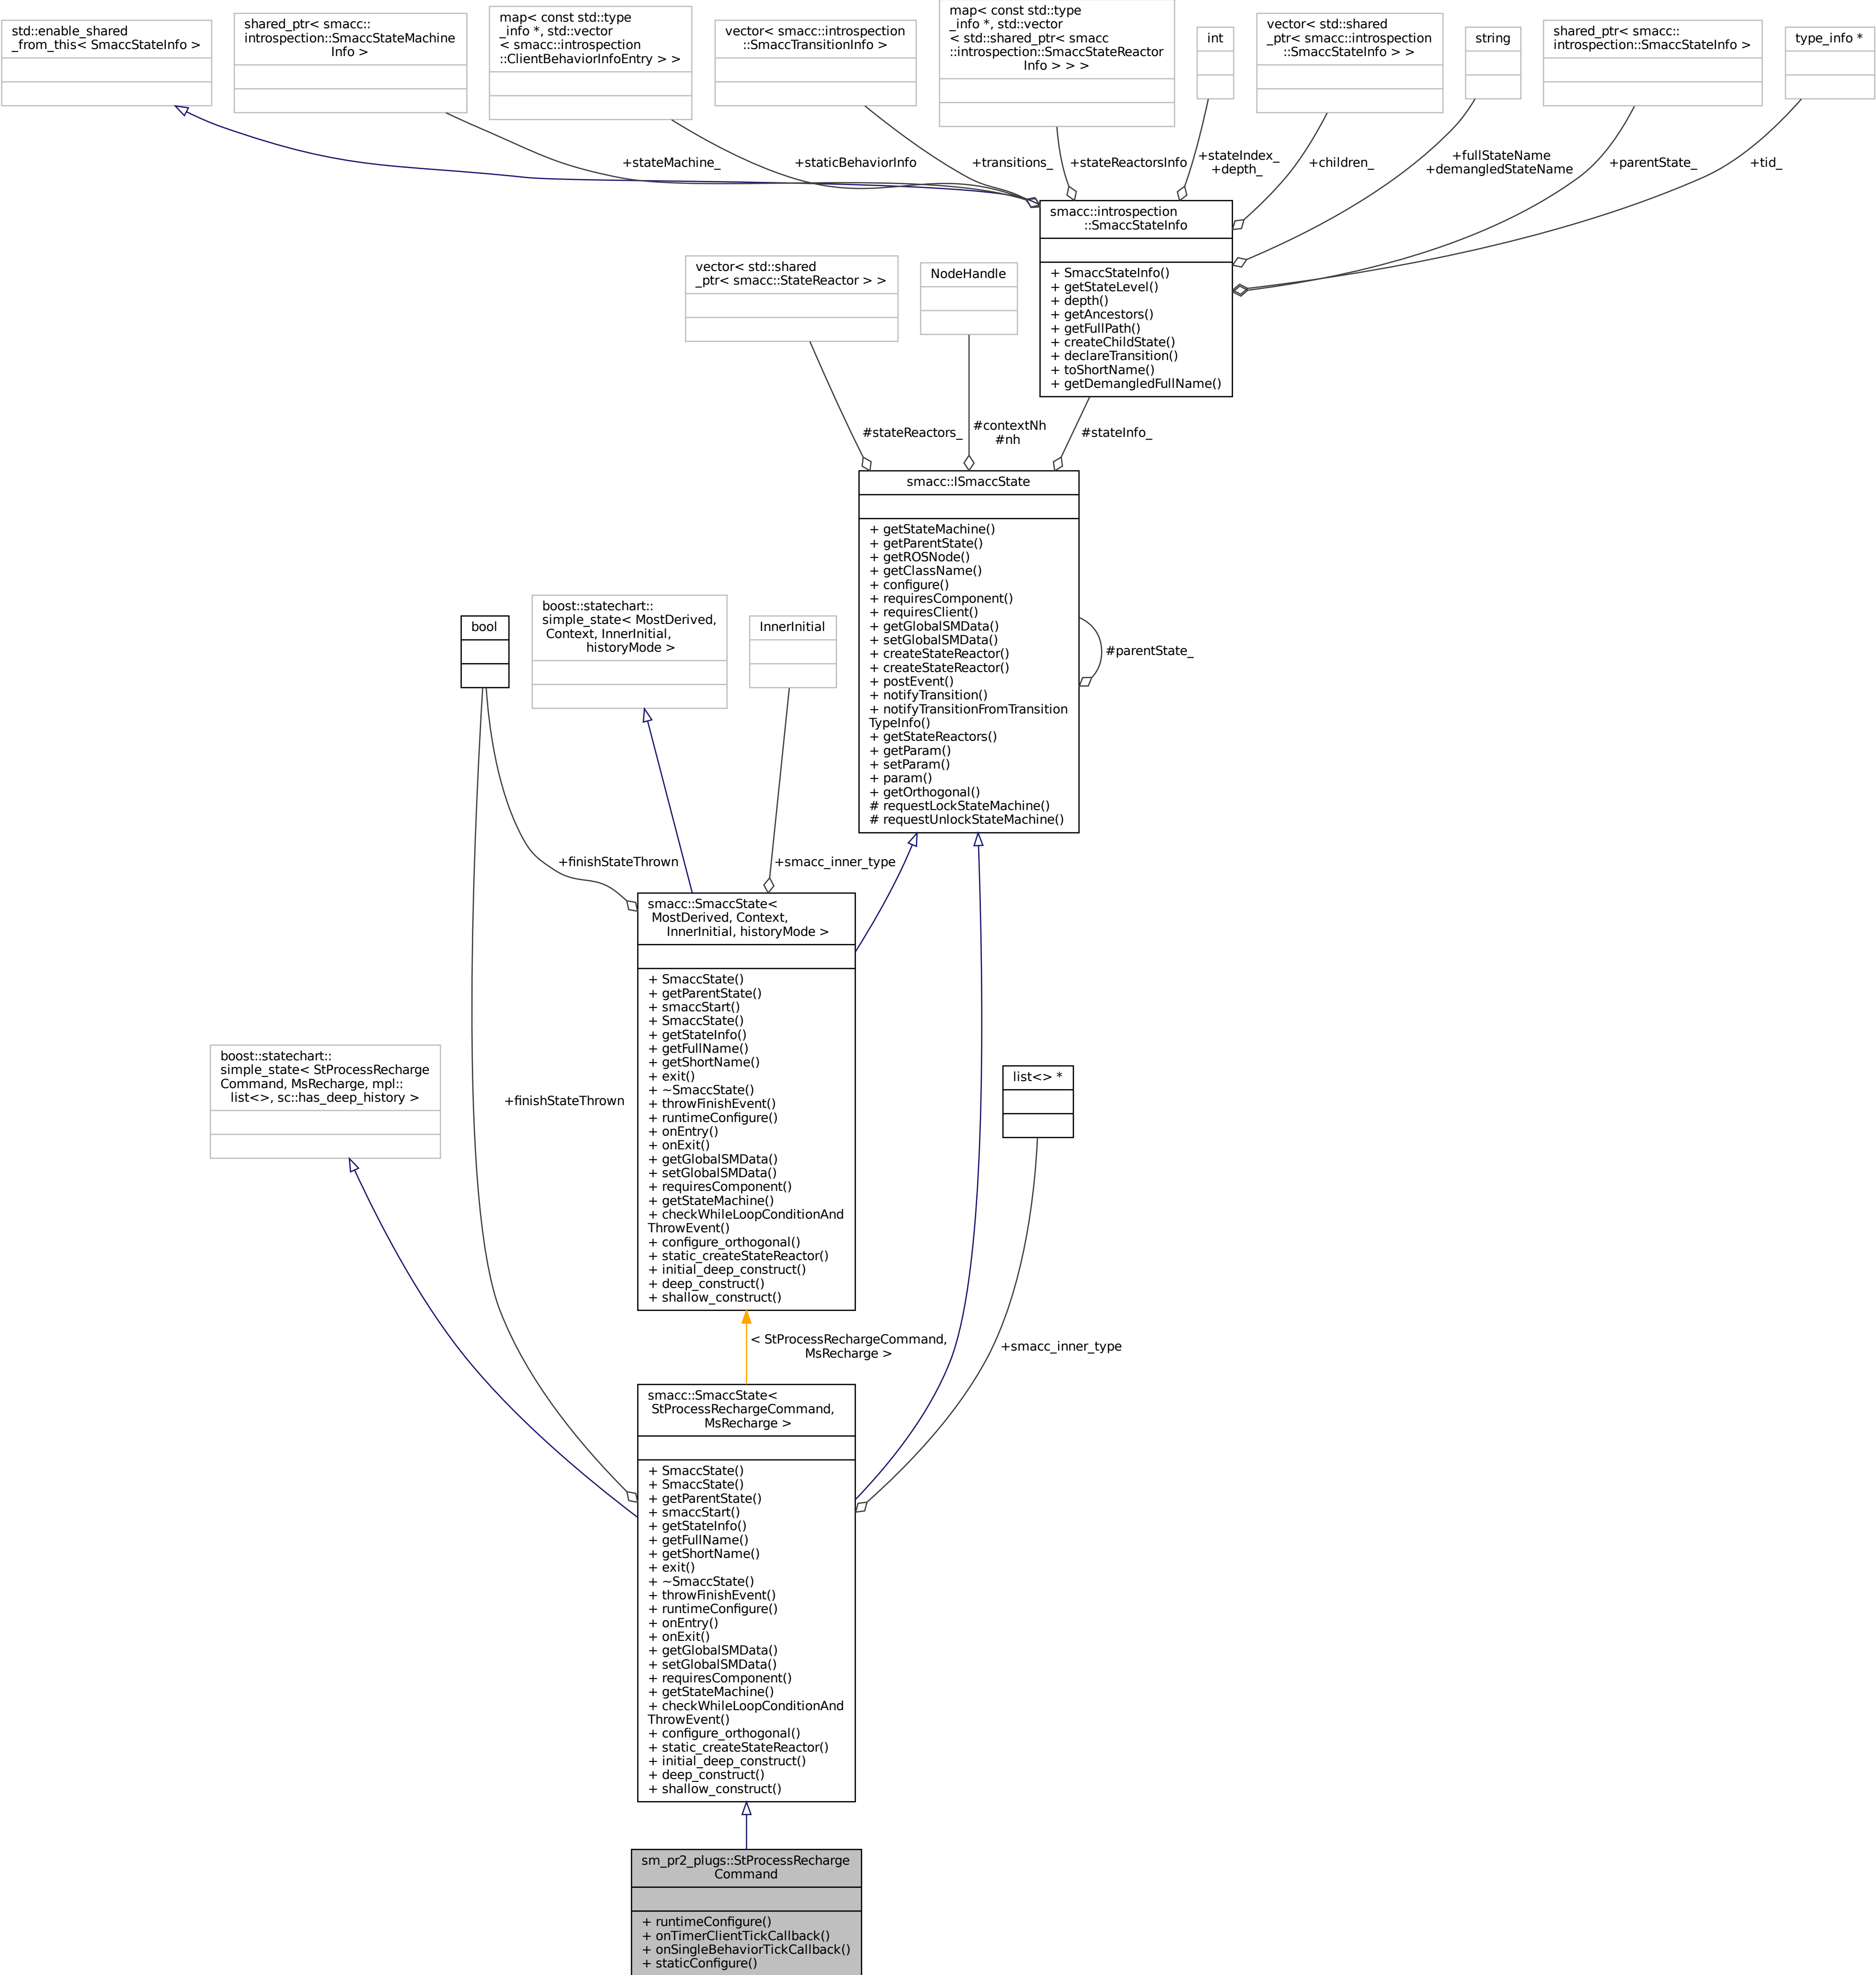 std::enable_shared
_from_this< SmaccStateInfo >
shared_ptr< smacc::
introspection::SmaccStateMachine
Info >
map< const std::type
_info *, std::vector
< smacc::introspection
::ClientBehaviorInfoEntry > >
vector< smacc::introspection
::SmaccTransitionInfo >
map< const std::type
_info *, std::vector
< std::shared_ptr< smacc
::introspection::SmaccStateReactor
Info > > >
int
vector< std::shared
_ptr< smacc::introspection
::SmaccStateInfo > >
string
shared_ptr< smacc::
introspection::SmaccStateInfo >
type_info *
+stateMachine_
+staticBehaviorInfo
+transitions_
+stateReactorsInfo
+stateIndex_
+depth_
+children_
+fullStateName
+demangledStateName
+parentState_
+tid_
smacc::introspection
::SmaccStateInfo
+ SmaccStateInfo()
+ getStateLevel()
+ depth()
+ getAncestors()
+ getFullPath()
+ createChildState()
+ declareTransition()
+ toShortName()
+ getDemangledFullName()
vector< std::shared
_ptr< smacc::StateReactor > >
NodeHandle
#stateReactors_
#contextNh
#nh
#stateInfo_
smacc::ISmaccState
+ getStateMachine()
+ getParentState()
+ getROSNode()
+ getClassName()
+ configure()
+ requiresComponent()
+ requiresClient()
+ getGlobalSMData()
+ setGlobalSMData()
+ createStateReactor()
+ createStateReactor()
+ postEvent()
+ notifyTransition()
+ notifyTransitionFromTransition
TypeInfo()
+ getStateReactors()
+ getParam()
+ setParam()
+ param()
+ getOrthogonal()
# requestLockStateMachine()
# requestUnlockStateMachine()
#parentState_
bool
boost::statechart::
simple_state< MostDerived,
Context, InnerInitial,
historyMode >
InnerInitial
+finishStateThrown
+smacc_inner_type
smacc::SmaccState<
MostDerived, Context,
InnerInitial, historyMode >
+ SmaccState()
+ getParentState()
+ smaccStart()
+ SmaccState()
+ getStateInfo()
+ getFullName()
+ getShortName()
+ exit()
+ ~SmaccState()
+ throwFinishEvent()
+ runtimeConfigure()
+ onEntry()
+ onExit()
+ getGlobalSMData()
+ setGlobalSMData()
+ requiresComponent()
+ getStateMachine()
+ checkWhileLoopConditionAnd
ThrowEvent()
+ configure_orthogonal()
+ static_createStateReactor()
+ initial_deep_construct()
+ deep_construct()
+ shallow_construct()
boost::statechart::
simple_state< StProcessRecharge
Command, MsRecharge, mpl::
list<>, sc::has_deep_history >
+finishStateThrown
list<> *
< StProcessRechargeCommand,
MsRecharge >
+smacc_inner_type
smacc::SmaccState<
StProcessRechargeCommand,
MsRecharge >
+ SmaccState()
+ SmaccState()
+ getParentState()
+ smaccStart()
+ getStateInfo()
+ getFullName()
+ getShortName()
+ exit()
+ ~SmaccState()
+ throwFinishEvent()
+ runtimeConfigure()
+ onEntry()
+ onExit()
+ getGlobalSMData()
+ setGlobalSMData()
+ requiresComponent()
+ getStateMachine()
+ checkWhileLoopConditionAnd
ThrowEvent()
+ configure_orthogonal()
+ static_createStateReactor()
+ initial_deep_construct()
+ deep_construct()
+ shallow_construct()
sm_pr2_plugs::StProcessRecharge
Command
+ runtimeConfigure()
+ onTimerClientTickCallback()
+ onSingleBehaviorTickCallback()
+ staticConfigure()